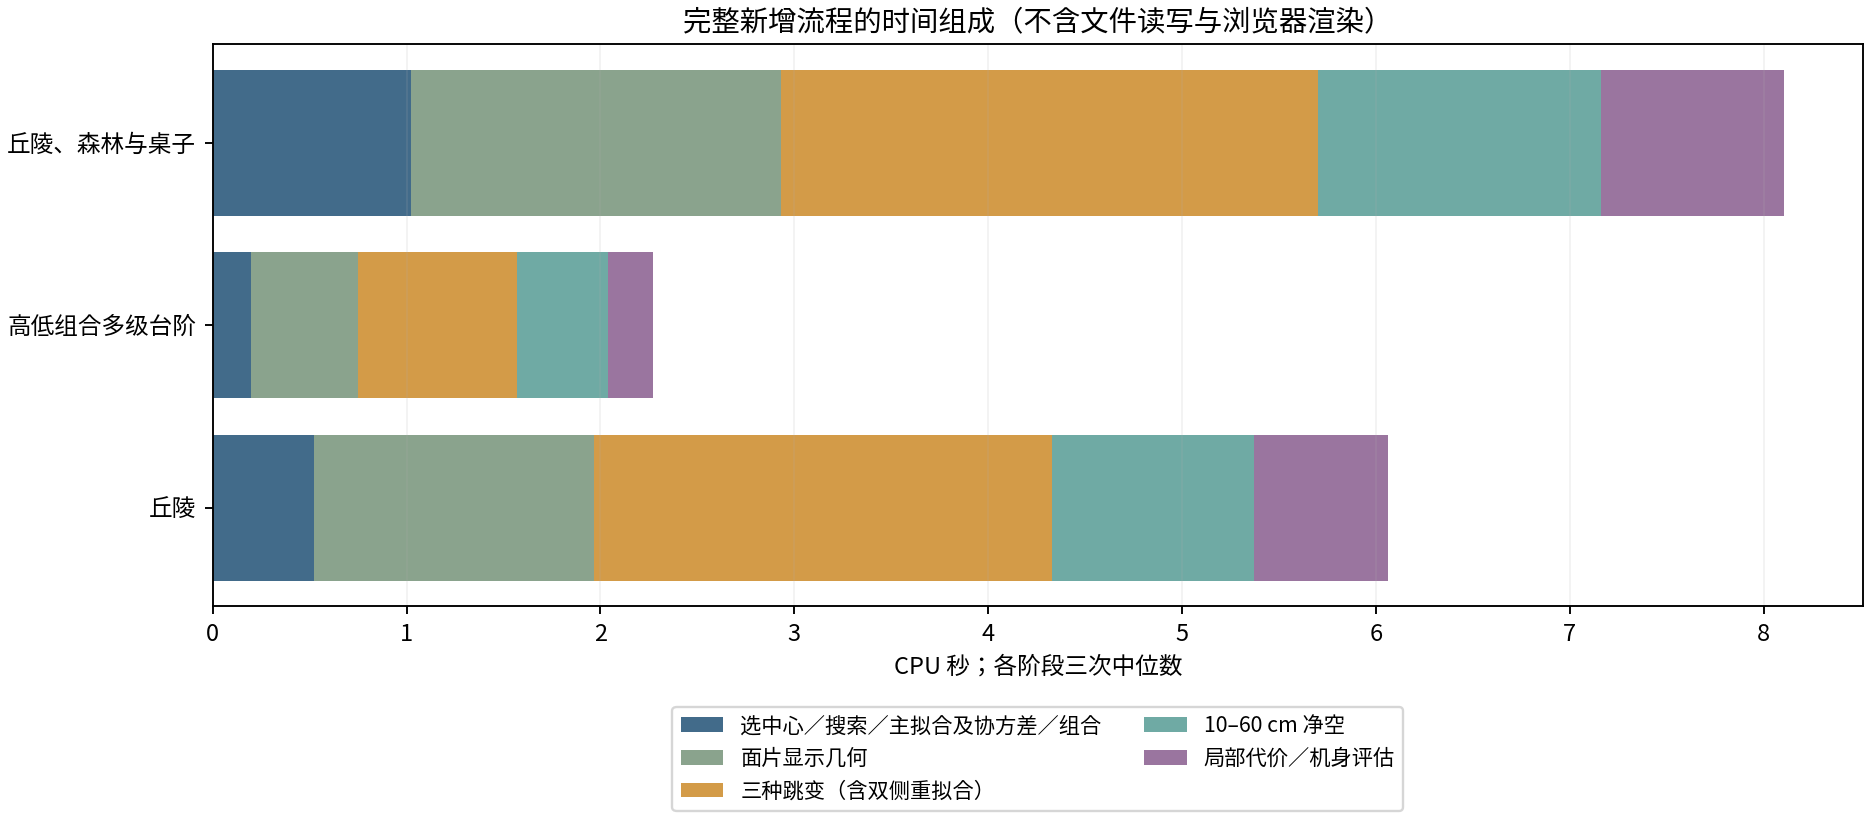 完整新增流程的时间组成（不含文件读写与浏览器渲染）
丘陵、森林与桌子
高低组合多级台阶
丘陵
0 1 2 3 4 5 6 7 8
CPU 秒；各阶段三次中位数
选中心／搜索／主拟合及协方差／组合
面片显示几何
三种跳变（含双侧重拟合）
10–60 cm 净空
局部代价／机身评估